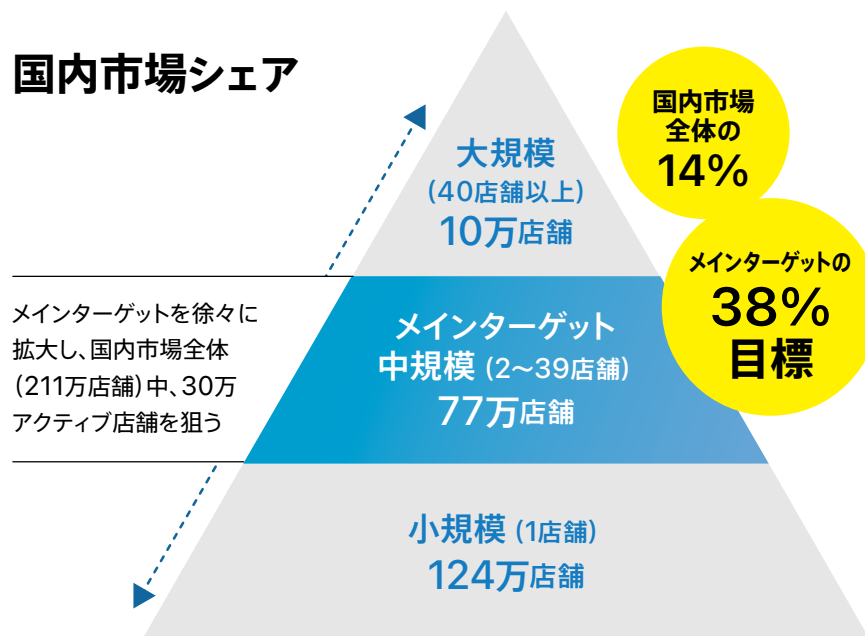 国内市場シェア
国内市場
全体の
14%
大規模
(40店舗以上)
10万店舗
メインターゲットの
38%
目標
メインターゲットを徐々に
拡大し、国内市場全体
(211万店舗)中、30万
アクティブ店舗を狙う
メインターゲット
中規模 (2〜39店舗)
77万店舗
小規模 (1店舗)
124万店舗